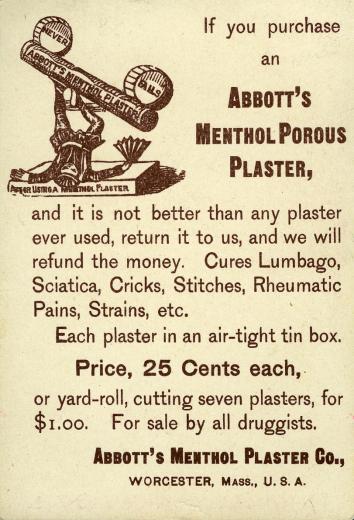 NEVER
ABBOTT'S MENTHOL PLASTER
FAILS
AFTER USING A MENTHOL PLASTER
If you purchase
an
ABBOTT'S
MENTHOL POROUS
PLASTER,
and it is not better than any plaster
ever used, return it to us, and we will
refund the money. Cures Lumbago,
Sciatica, Cricks, Stitches, Rheumatic
Pains, Strains, etc.
Each plaster in an air-tight tin box.
Price, 25 Cents each,
or yard-roll, cutting seven plasters, for
$1.00. For sale by all druggists.
ABBOTT'S MENTHOL PLASTER CO.,
WORCESTER, MASS., U. S. A.